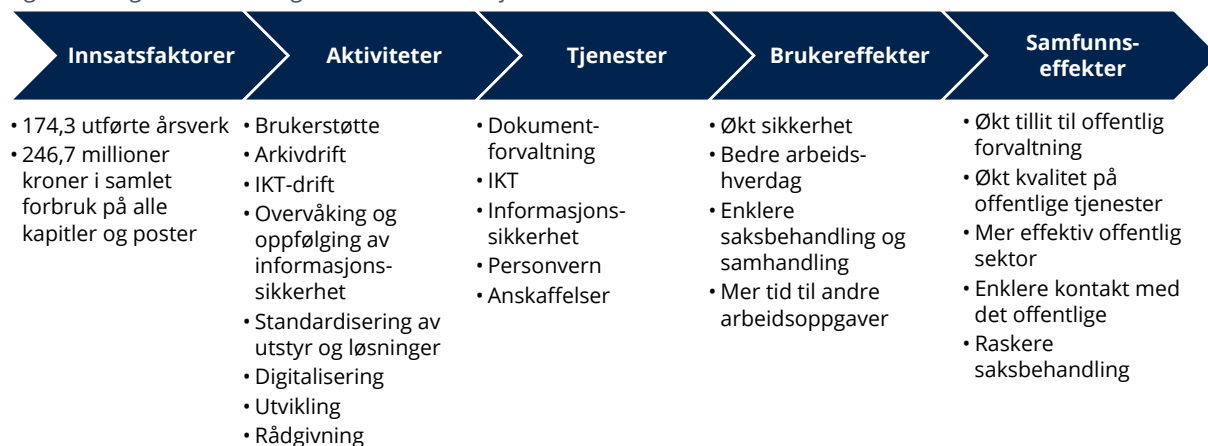 Innsatsfaktorer
Aktiviteter
Tjenester
Brukereffekter
Samfunns-
effekter
• 174,3 utførte årsverk
• 246,7 millioner
kroner i samlet
forbruk på alle
kapitler og poster
• Brukerstøtte
• Arkivdrift
• IKT-drift
• Overvåking og
oppfølging av
informasjons-
sikkerhet
• Standardisering av
utstyr og løsninger
• Digitalisering
• Utvikling
• Rådgivning
• Dokument-
forvaltning
• IKT
• Informasjons-
sikkerhet
• Personvern
• Anskaffelser
• Økt sikkerhet
• Bedre arbeids-
hverdag
• Enklere
saksbehandling og
samhandling
• Mer tid til andre
arbeidsoppgaver
• Økt tillit til offentlig
forvaltning
• Økt kvalitet på
offentlige tjenester
• Mer effektiv offentlig
sektor
• Enklere kontakt med
det offentlige
• Raskere
saksbehandling